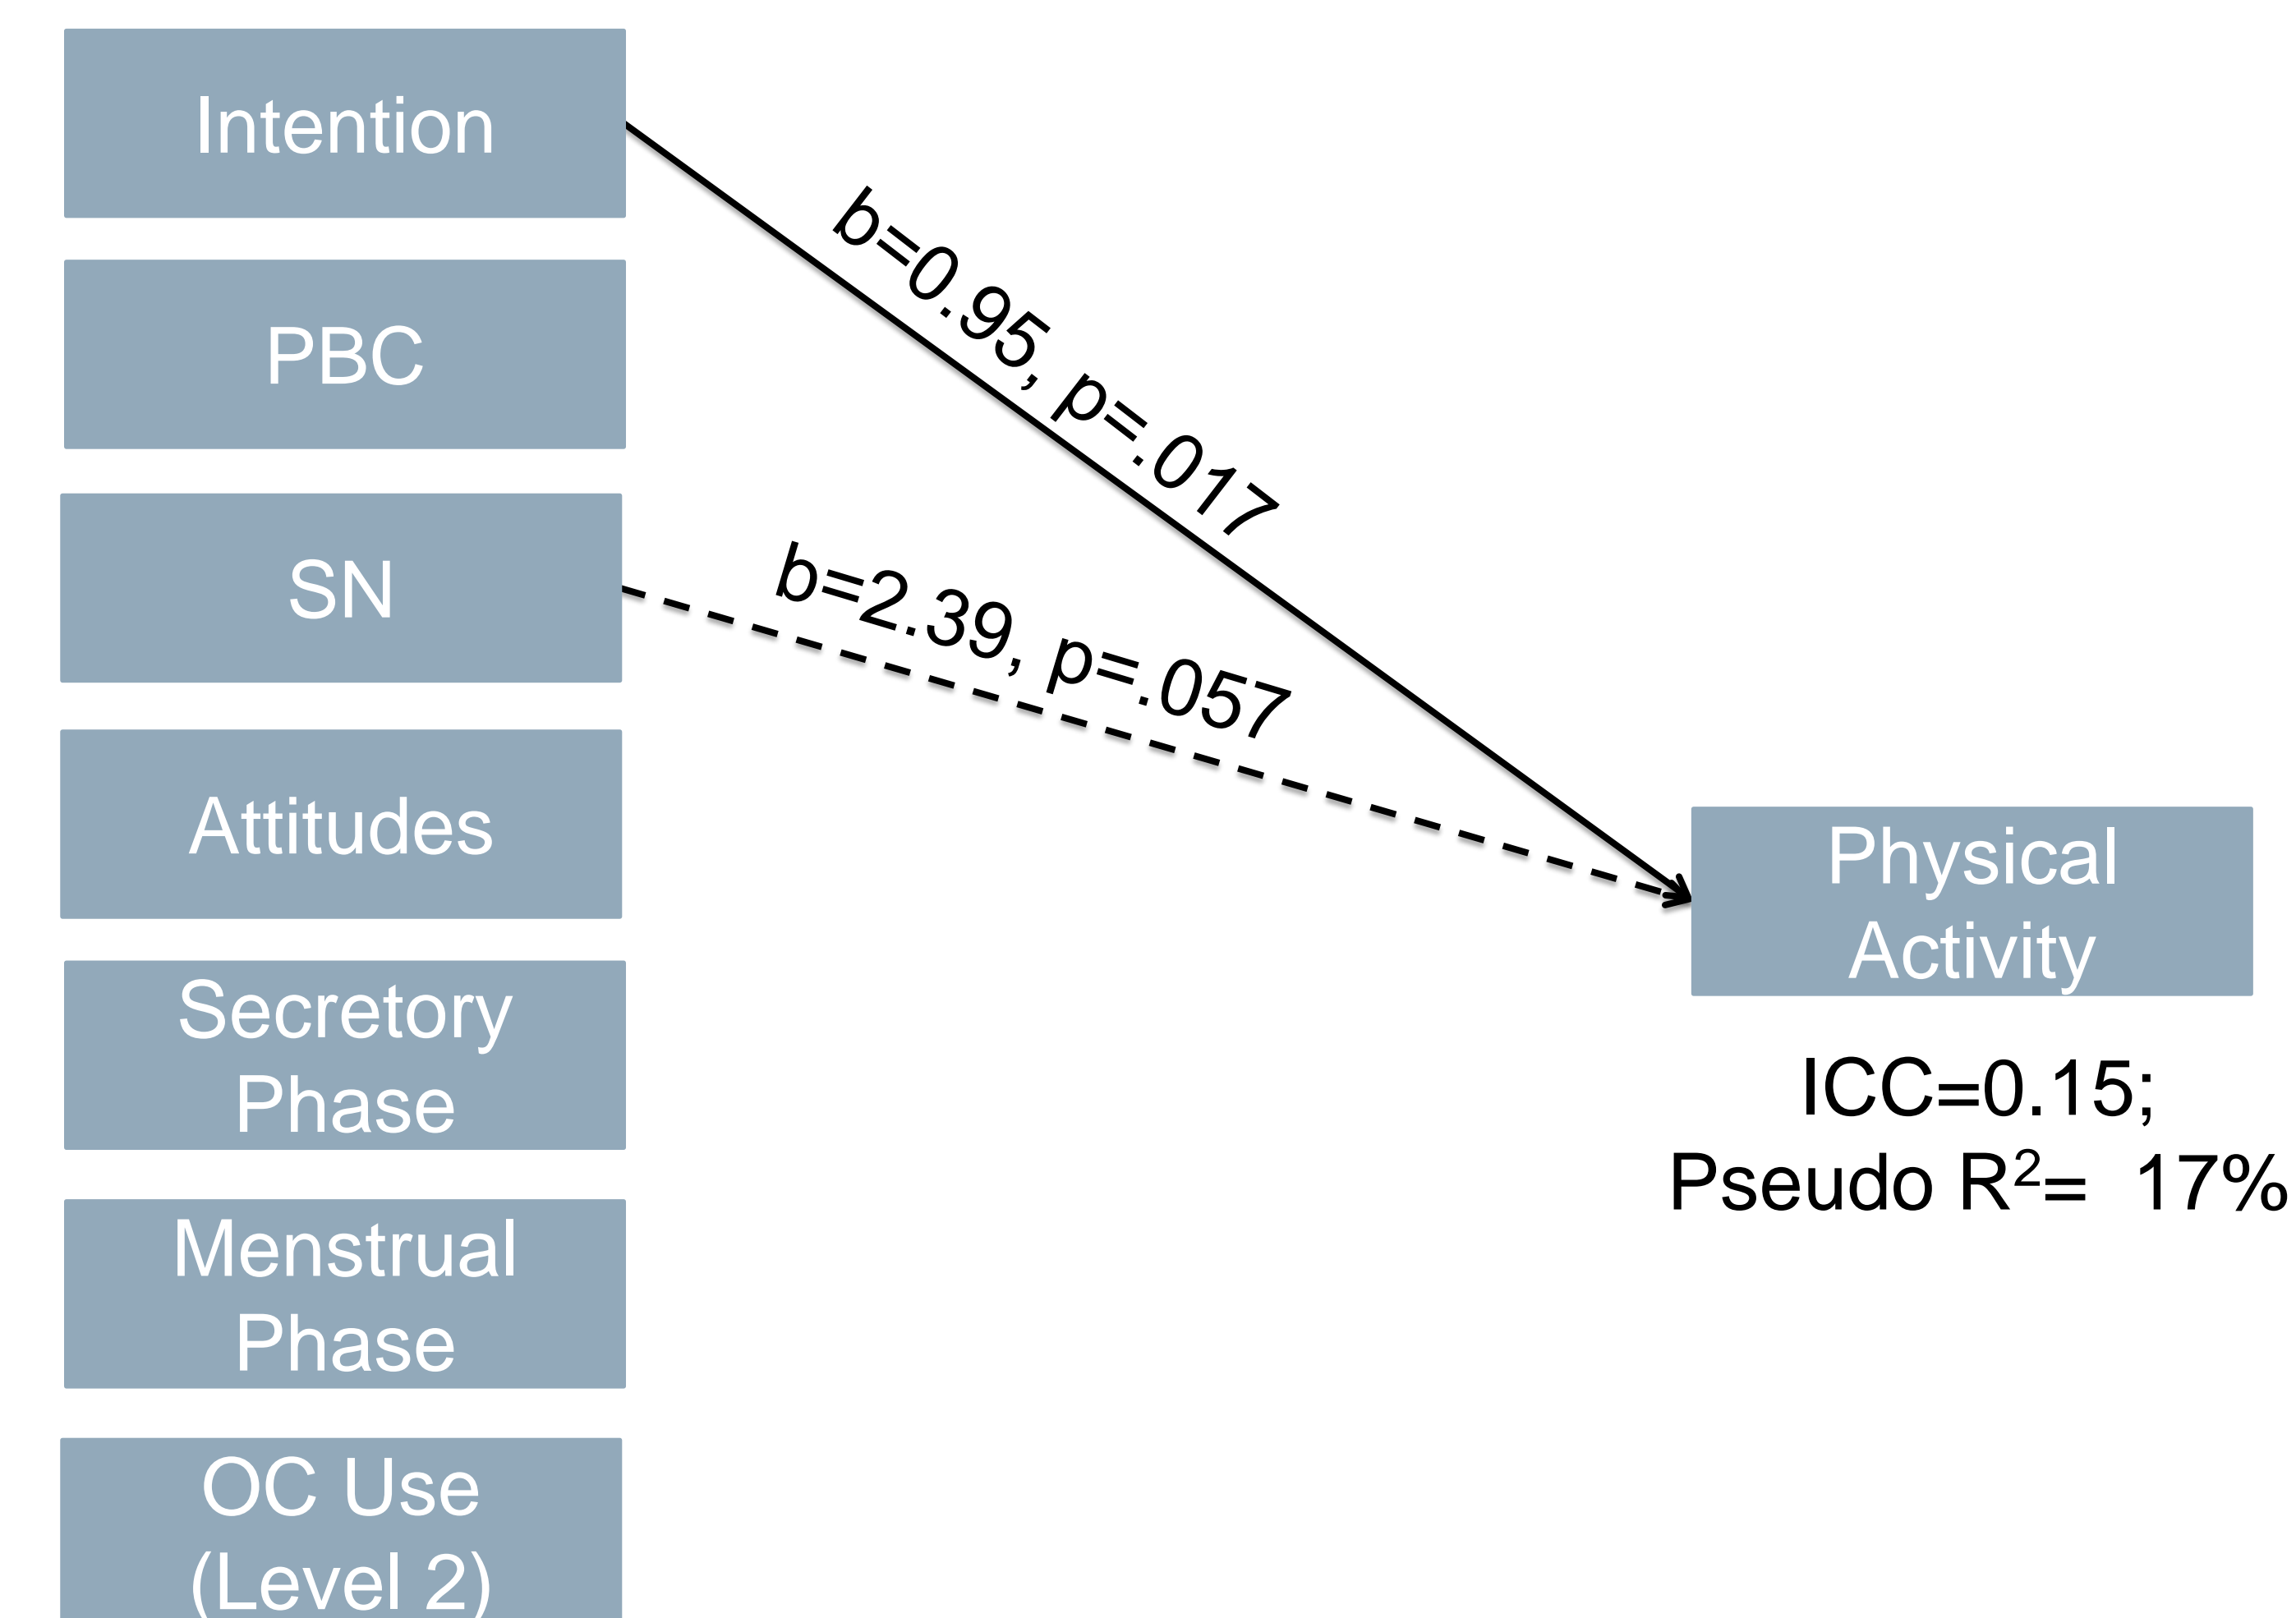 Intention
b=0.95, p=.017
PBC
SN
b=2.39, p=.057
Attitudes
Physical
Activity
Secretory
Phase
ICC=0.15;
Pseudo R²= 17%
Menstrual
Phase
OC Use
(Level 2)